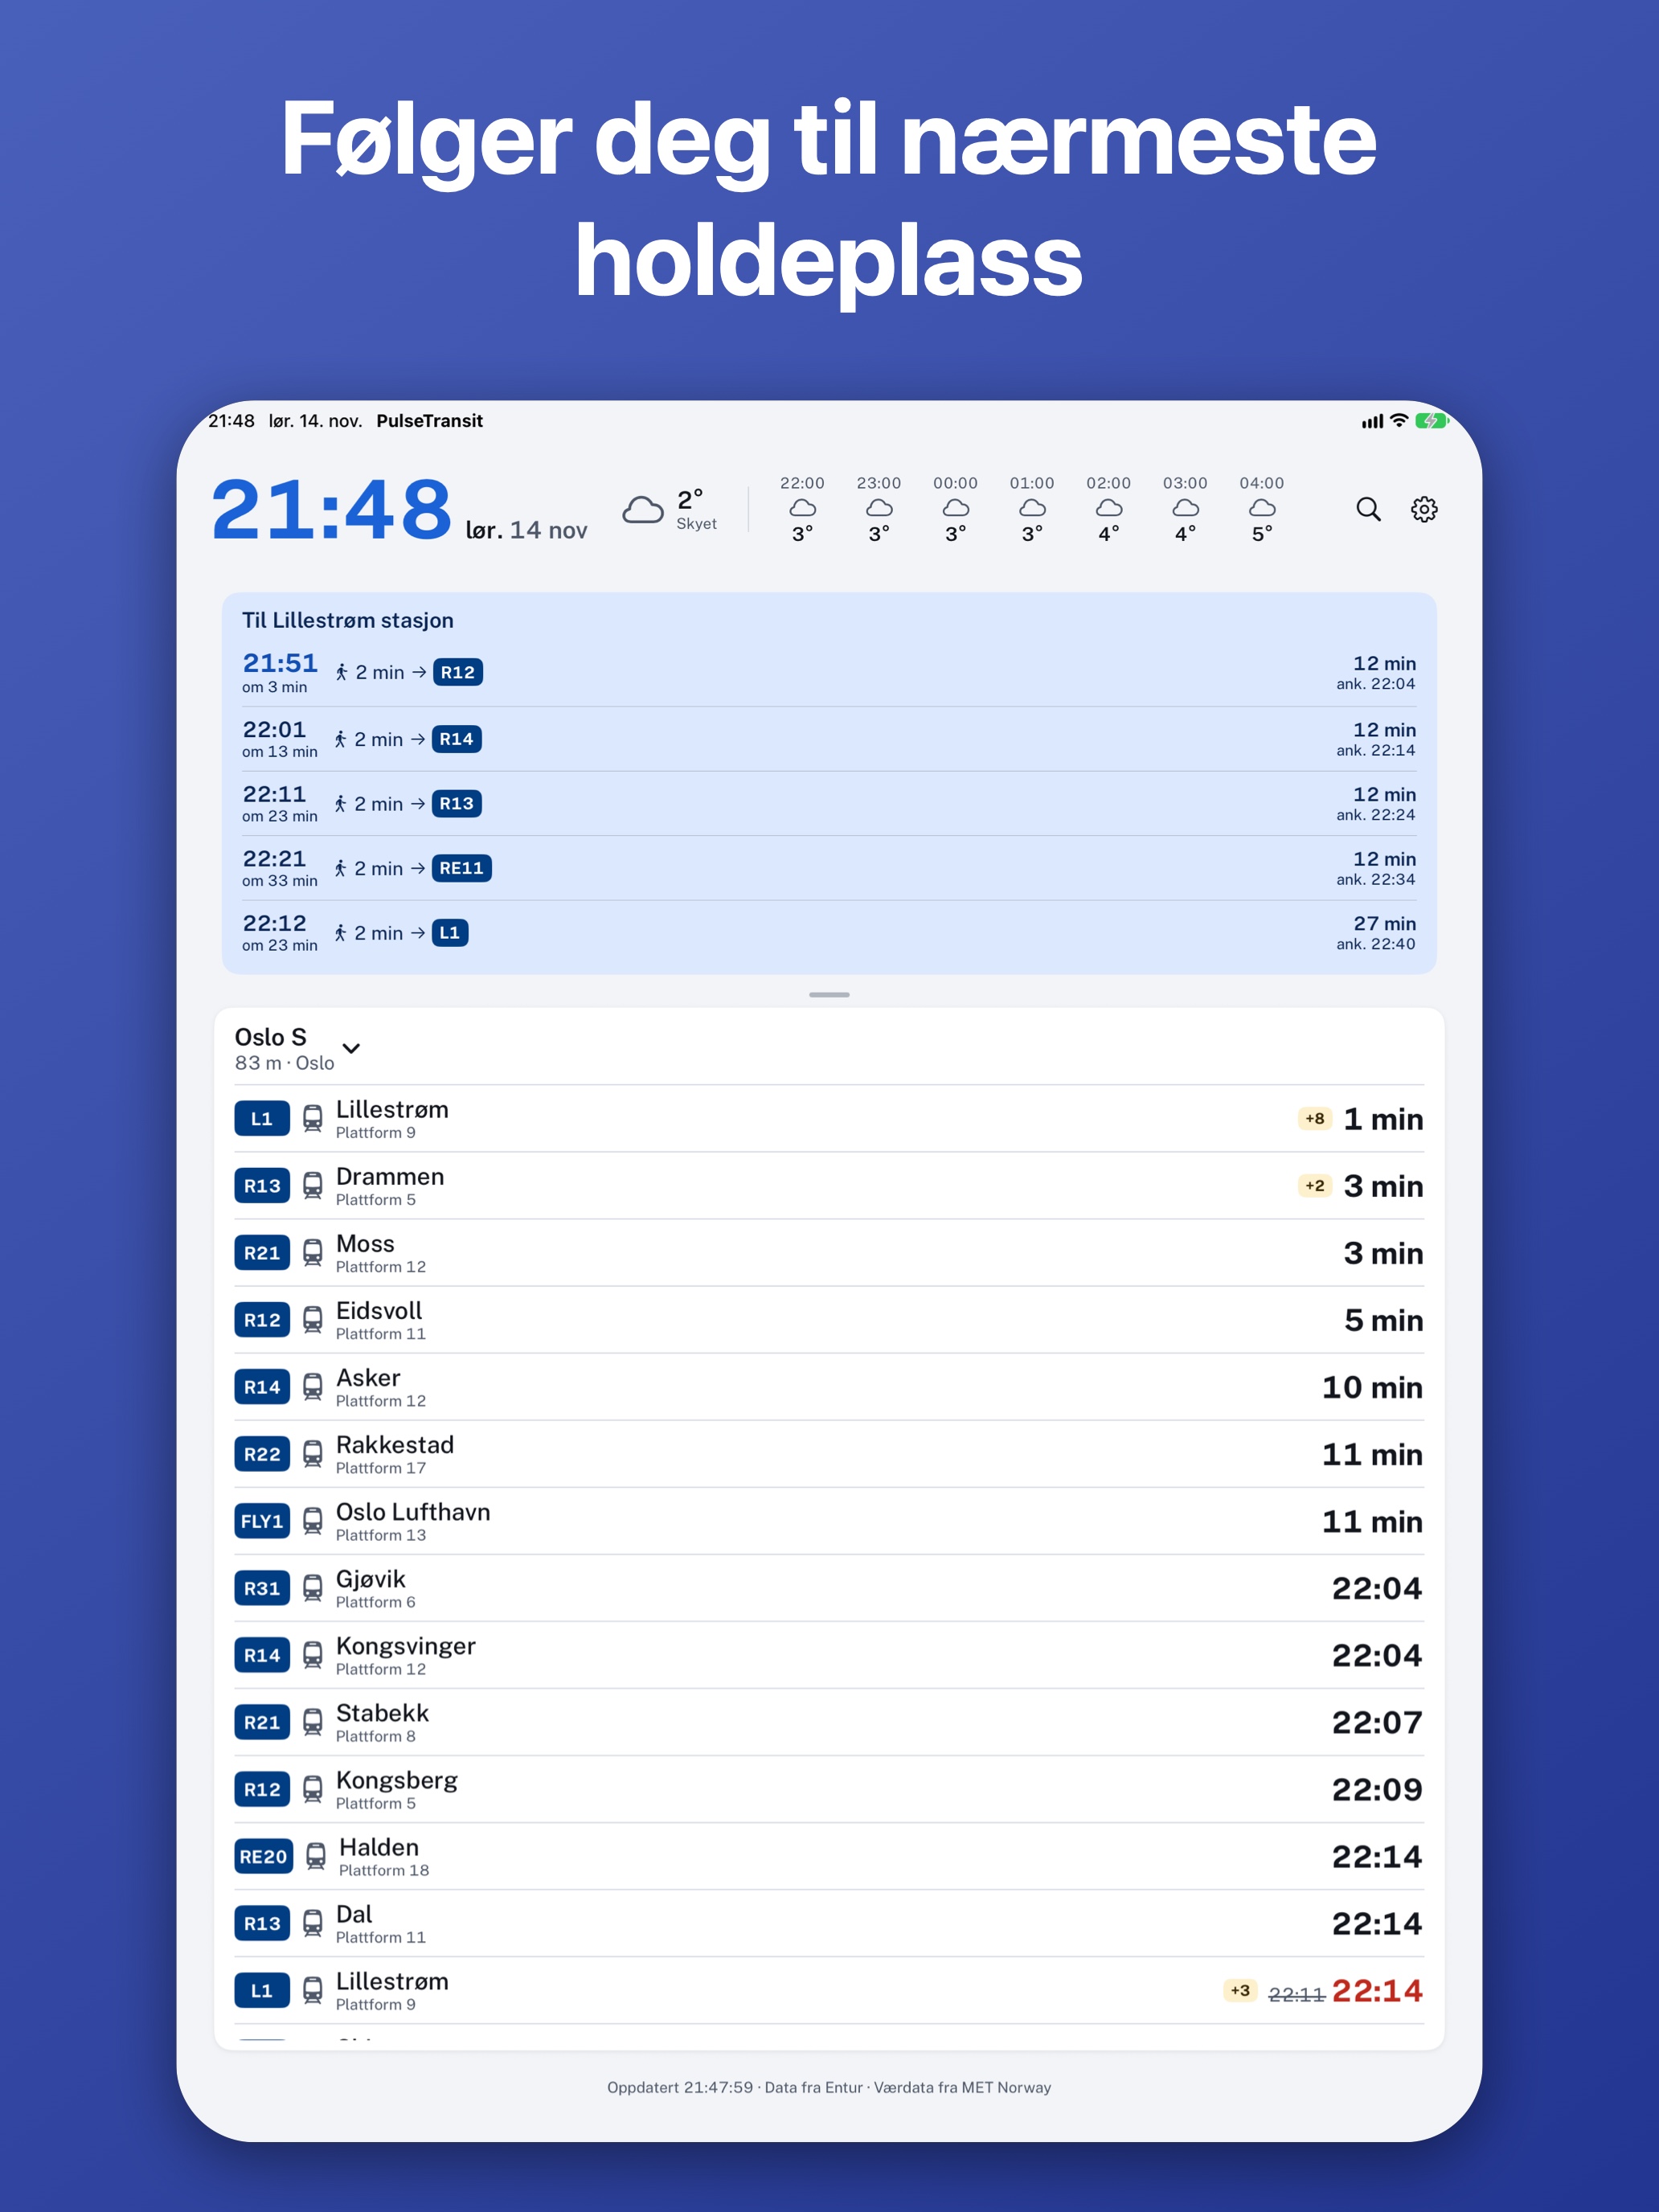 Følger deg til nærmeste
holdeplass
21:48 lør. 14. nov. PulseTransit
21:48 lør. 14 nov
2°
Skyet
22:00 23:00 00:00 01:00 02:00 03:00 04:00
3° 3° 3° 3° 4° 4° 5°
Til Lillestrøm stasjon
21:51 2 min → R12 12 min
om 3 min ank. 22:04
22:01 2 min → R14 12 min
om 13 min ank. 22:14
22:11 2 min → R13 12 min
om 23 min ank. 22:24
22:21 2 min → RE11 12 min
om 33 min ank. 22:34
22:12 2 min → L1 27 min
om 23 min ank. 22:40
Oslo S
83 m · Oslo
L1 Lillestrøm +8 1 min
Plattform 9
R13 Drammen +2 3 min
Plattform 5
R21 Moss 3 min
Plattform 12
R12 Eidsvoll 5 min
Plattform 11
R14 Asker 10 min
Plattform 12
R22 Rakkestad 11 min
Plattform 17
FLY1 Oslo Lufthavn 11 min
Plattform 13
R31 Gjøvik 22:04
Plattform 6
R14 Kongsvinger 22:04
Plattform 12
R21 Stabekk 22:07
Plattform 8
R12 Kongsberg 22:09
Plattform 5
RE20 Halden 22:14
Plattform 18
R13 Dal 22:14
Plattform 11
L1 Lillestrøm +3 22:11 22:14
Plattform 9
Oppdatert 21:47:59 · Data fra Entur · Værdata fra MET Norway